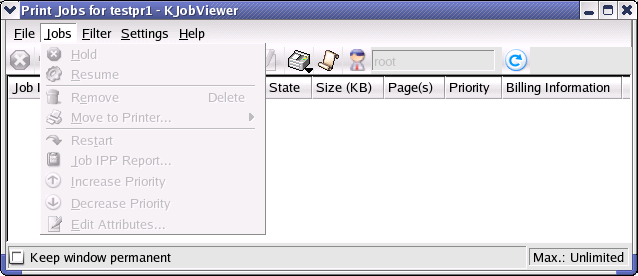 Print Jobs for testpr1 - KJobViewer
File Jobs Filter Settings Help
Hold
Resume
root
Job I State Size (KB) Page(s) Priority Billing Information
Remove Delete
Move to Printer...
Restart
Job IPP Report...
Increase Priority
Decrease Priority
Edit Attributes...
Keep window permanent Max.: Unlimited